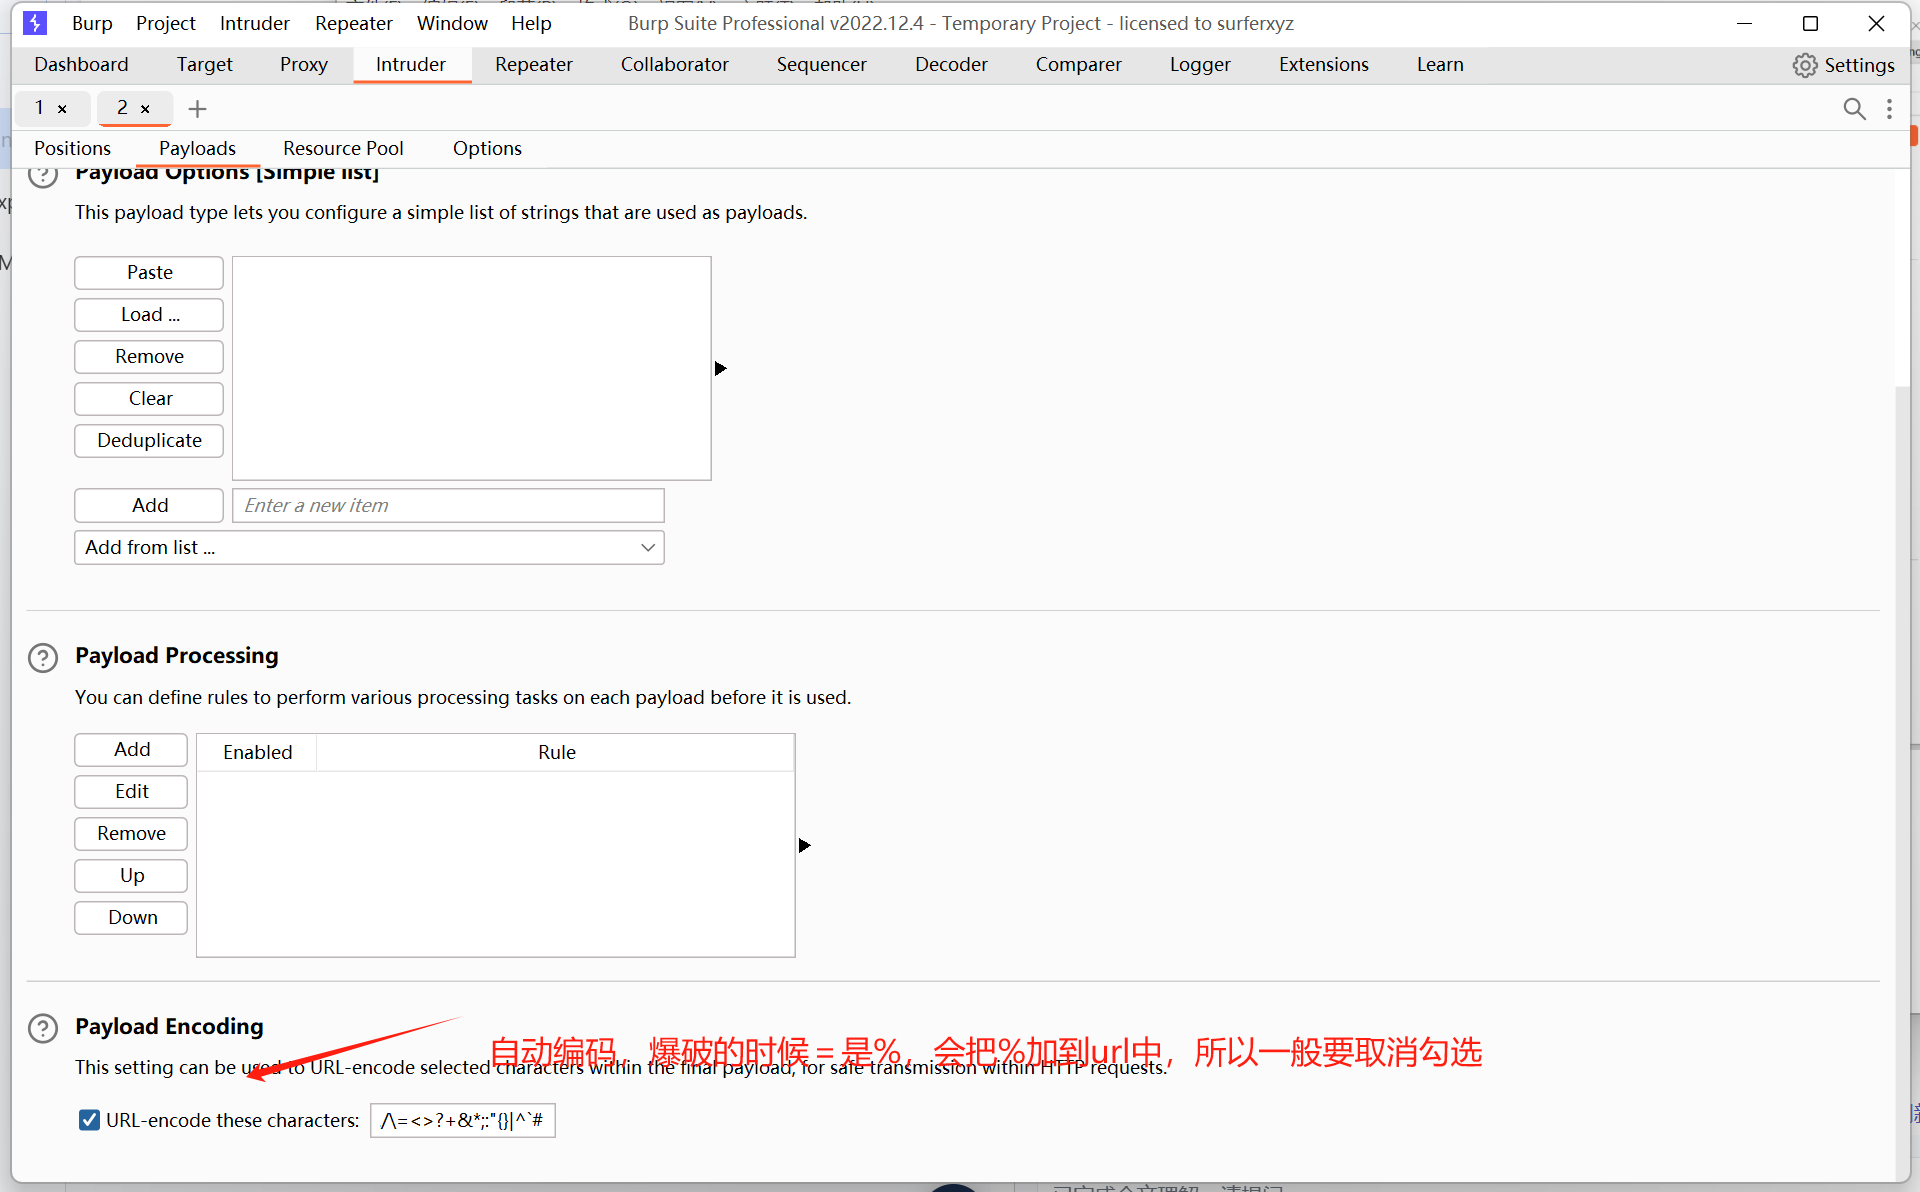 Burp Project Intruder Repeater Window Help Burp Suite Professional v2022.12.4 - Temporary Project - licensed to surferxyz
Dashboard Target Proxy Intruder Repeater Collaborator Sequencer Decoder Comparer Logger Extensions Learn Settings
1 × 2 × +
Positions Payloads Resource Pool Options
Payload Options [Simple list]
This payload type lets you configure a simple list of strings that are used as payloads.
Paste
Load ...
Remove
Clear
Deduplicate
Add Enter a new item
Add from list ...
Payload Processing
You can define rules to perform various processing tasks on each payload before it is used.
Add Enabled Rule
Edit
Remove
Up
Down
Payload Encoding
自动编码，爆破的时候=是%，会把%加到url中，所以一般要取消勾选
This setting can be used to URL-encode selected characters within the final payload, for safe transmission within HTTP requests.
URL-encode these characters: /\=<>?+&*;:"{}|^`#